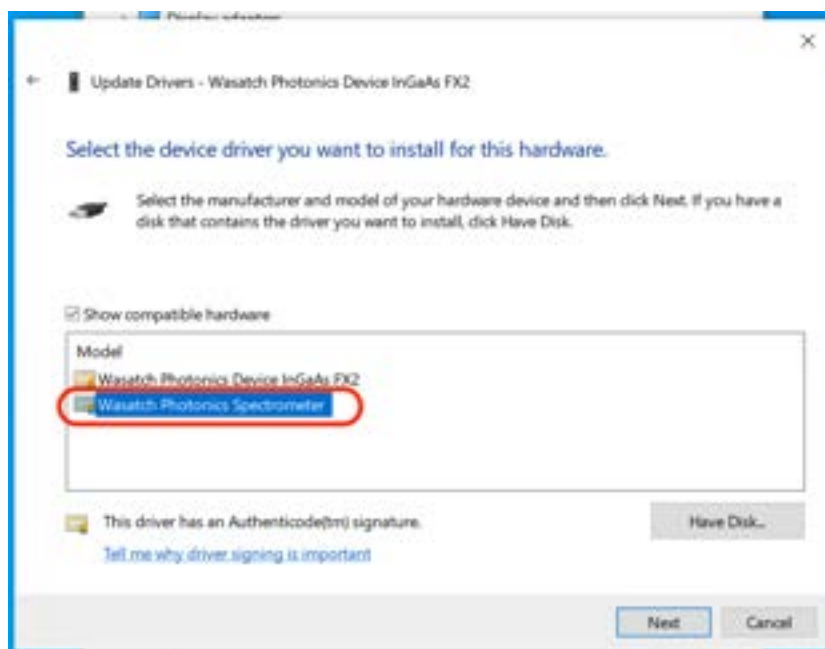 Display adapters
Update Drivers - Wasatch Photonics Device InGaAs FX2
Select the device driver you want to install for this hardware.
Select the manufacturer and model of your hardware device and then click Next. If you have a
disk that contains the driver you want to install, click Have Disk.
Show compatible hardware
Model
Wasatch Photonics Device InGaAs FX2
Wasatch Photonics Spectrometer
This driver has an Authenticode(tm) signature.
Have Disk...
Tell me why driver signing is important
Next
Cancel